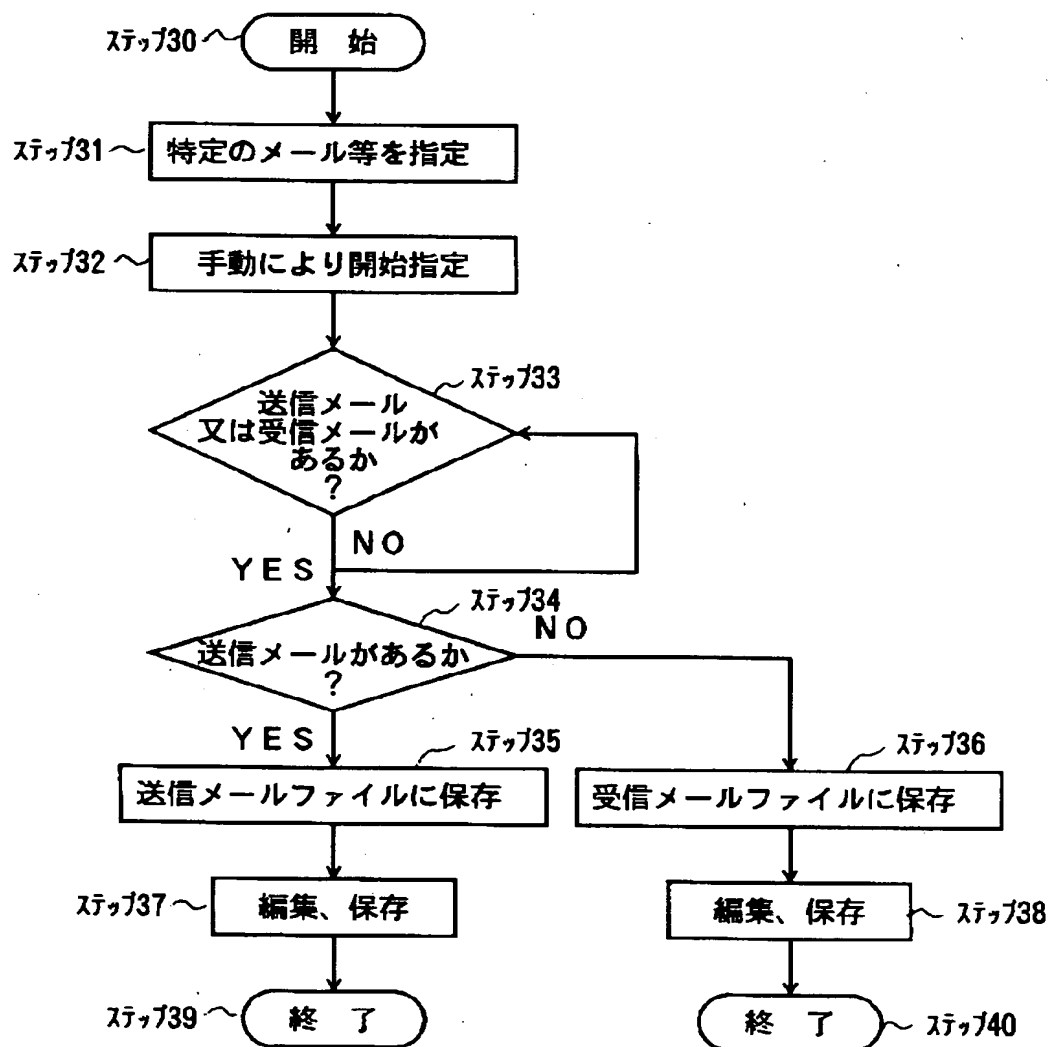 ステップ30
開 始
ステップ31
特定のメール等を指定
ステップ32
手動により開始指定
ステップ33
送信メール
又は受信メールが
あるか
?
NO
YES
ステップ34
NO
送信メールがあるか
?
YES
ステップ35
ステップ36
送信メールファイルに保存
受信メールファイルに保存
ステップ37
編集、保存
編集、保存
ステップ38
ステップ39
終 了
終 了
ステップ40